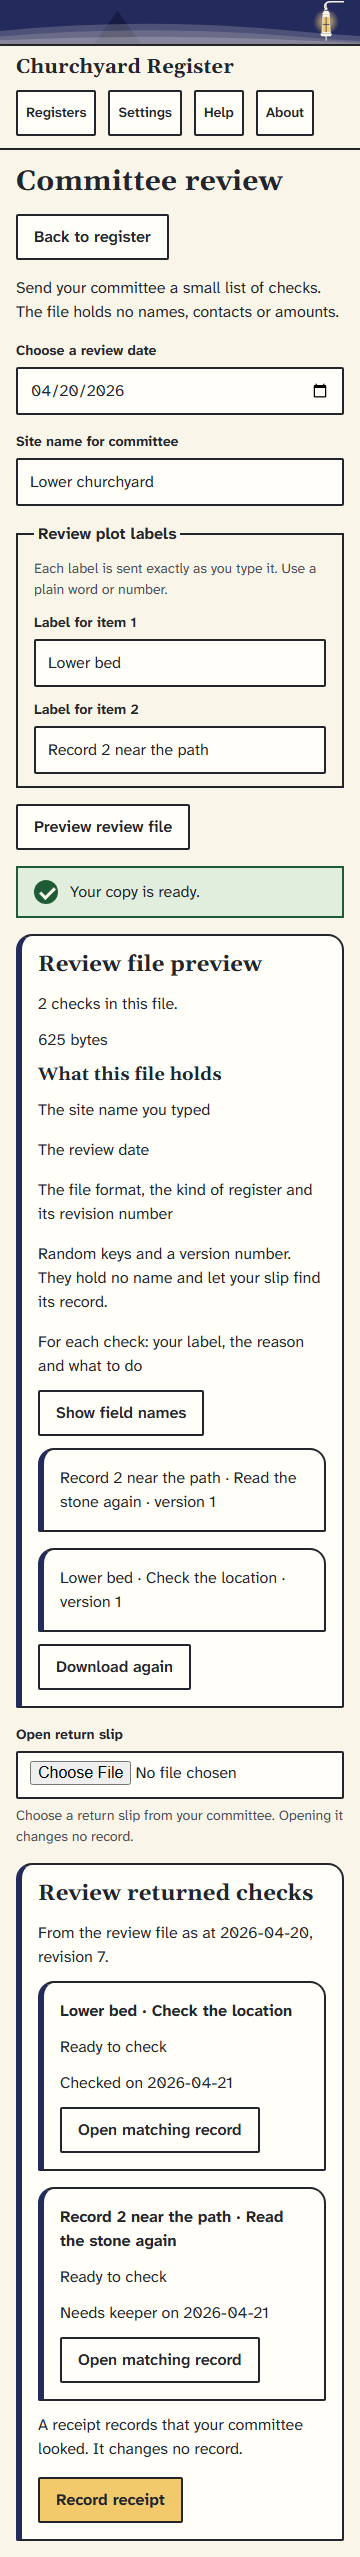 Churchyard Register
Registers
Settings
Help
About
Committee review
Back to register
Send your committee a small list of checks.
The file holds no names, contacts or amounts.
Choose a review date
04/20/2026
Site name for committee
Lower churchyard
Review plot labels
Each label is sent exactly as you type it. Use a
plain word or number.
Label for item 1
Lower bed
Label for item 2
Record 2 near the path
Preview review file
Your copy is ready.
Review file preview
2 checks in this file.
625 bytes
What this file holds
The site name you typed
The review date
The file format, the kind of register and
its revision number
Random keys and a version number.
They hold no name and let your slip find
its record.
For each check: your label, the reason
and what to do
Show field names
Record 2 near the path · Read the
stone again · version 1
Lower bed · Check the location ·
version 1
Download again
Open return slip
Choose File No file chosen
Choose a return slip from your committee. Opening it
changes no record.
Review returned checks
From the review file as at 2026-04-20,
revision 7.
Lower bed · Check the location
Ready to check
Checked on 2026-04-21
Open matching record
Record 2 near the path · Read
the stone again
Ready to check
Needs keeper on 2026-04-21
Open matching record
A receipt records that your committee
looked. It changes no record.
Record receipt